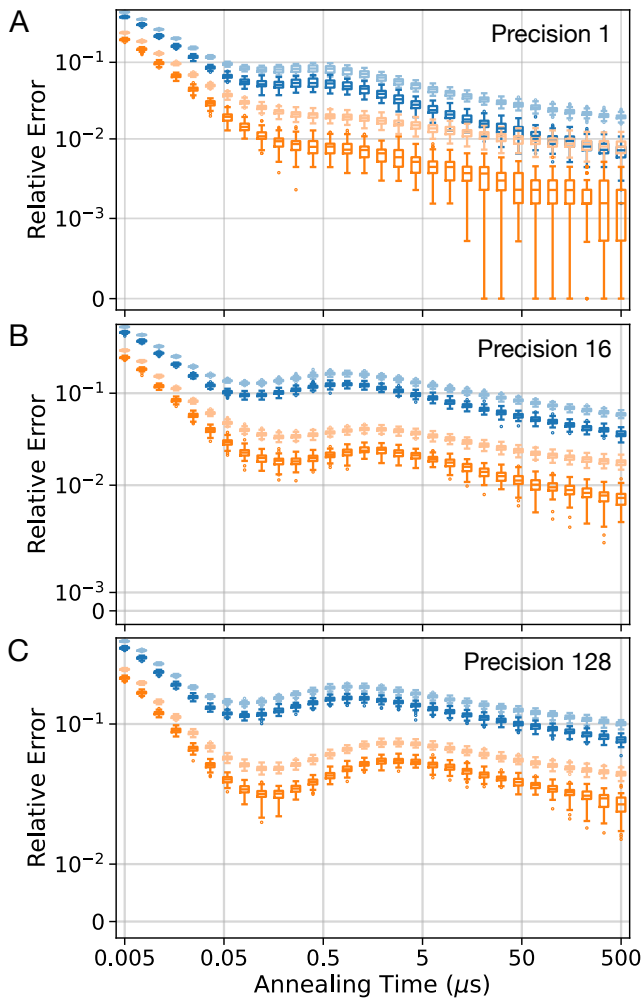 A
Precision 1
Relative Error
10⁻¹
10⁻²
10⁻³
0
B
Precision 16
Relative Error
10⁻¹
10⁻²
10⁻³
0
C
Precision 128
Relative Error
10⁻¹
10⁻²
0
0.005 0.05 0.5 5 50 500
Annealing Time (μs)